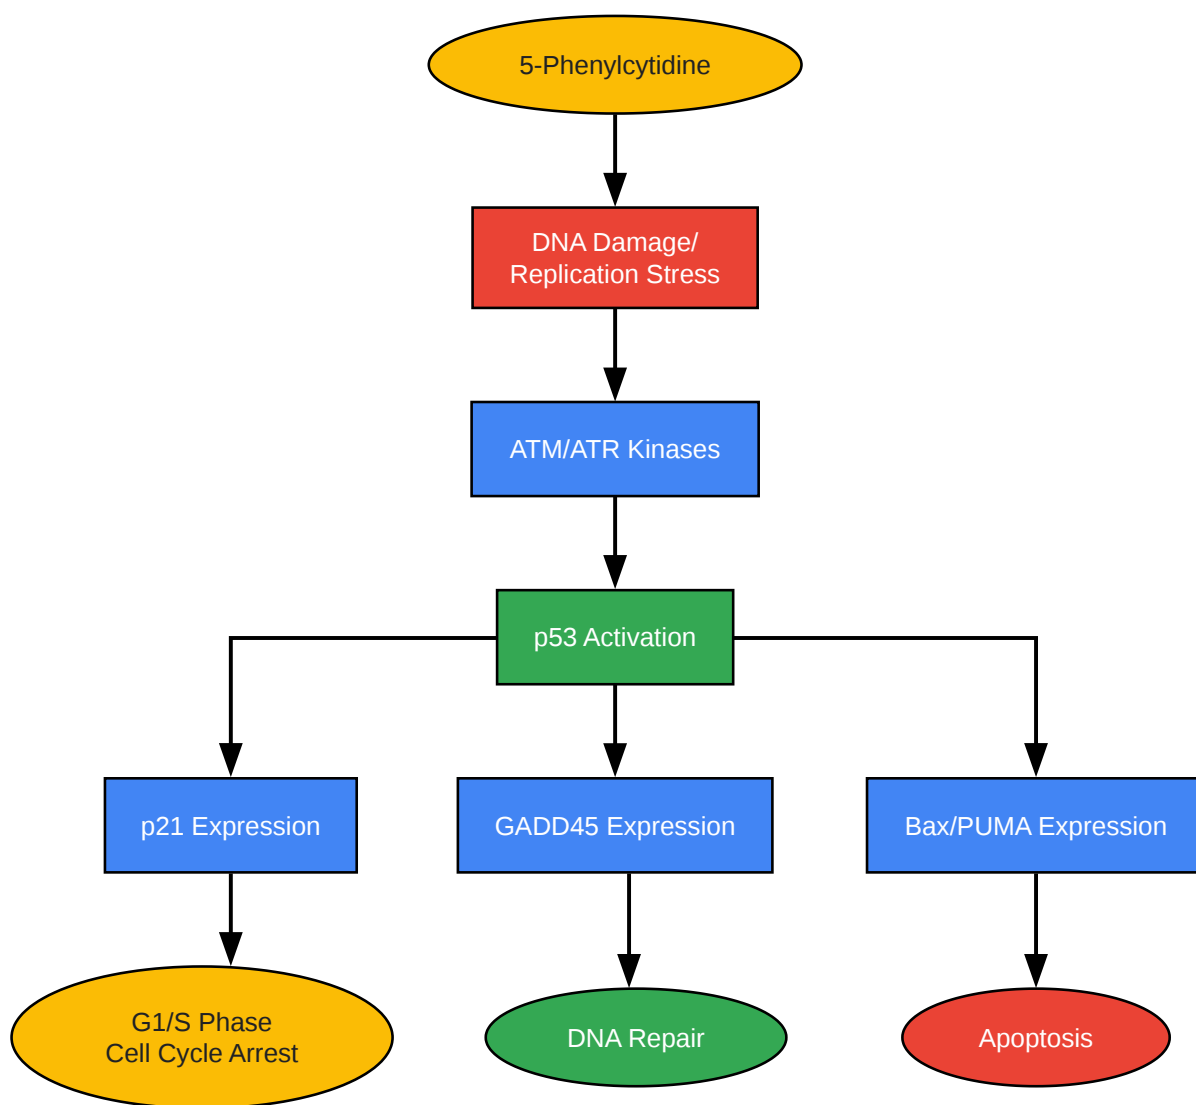 5-Phenylcytidine
DNA Damage/
Replication Stress
ATM/ATR Kinases
p53 Activation
p21 Expression
GADD45 Expression
Bax/PUMA Expression
G1/S Phase
Cell Cycle Arrest
DNA Repair
Apoptosis